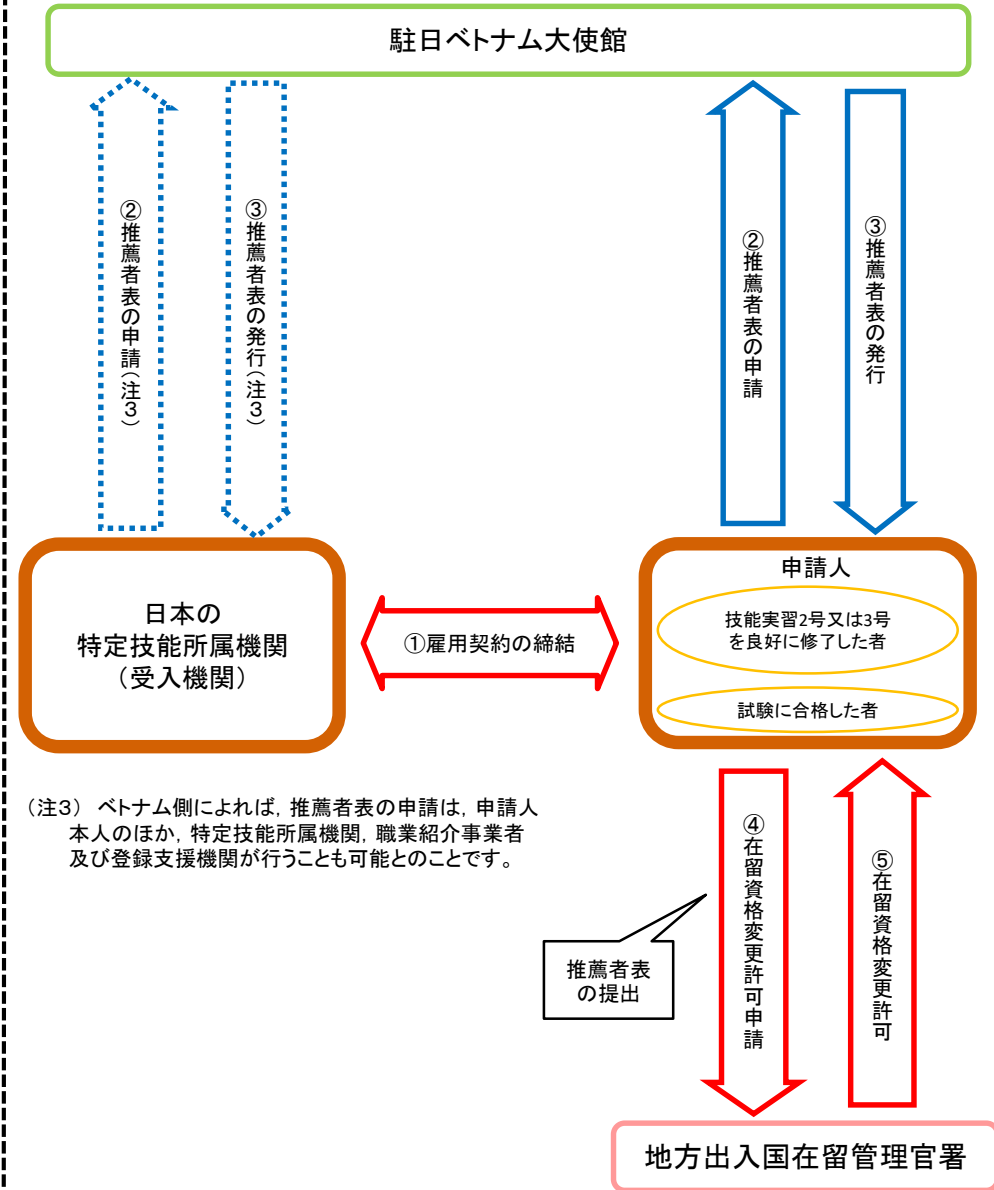 駐日ベトナム大使館
②推薦者表の申請(注3)
③推薦者表の発行(注3)
②推薦者表の申請
③推薦者表の発行
日本の
特定技能所属機関
(受入機関)
①雇用契約の締結
申請人
技能実習2号又は3号
を良好に修了した者
試験に合格した者
(注3) ベトナム側によれば,推薦者表の申請は,申請人
本人のほか,特定技能所属機関,職業紹介事業者
及び登録支援機関が行うことも可能とのことです。
推薦者表
の提出
④在留資格変更許可申請
⑤在留資格変更許可
地方出入国在留管理官署